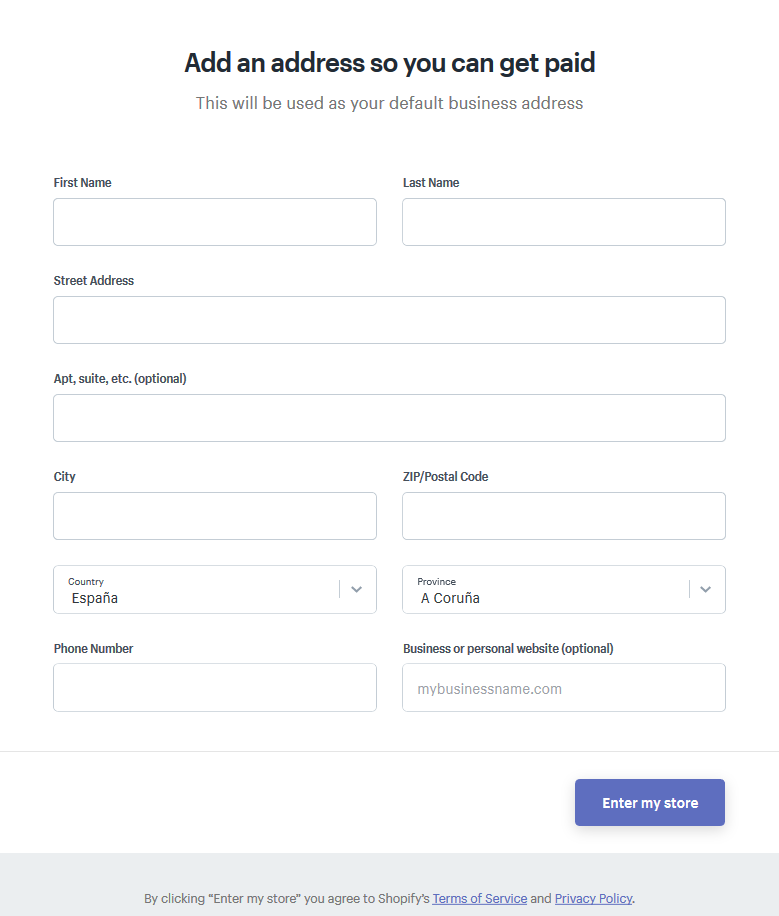 Add an address so you can get paid
This will be used as your default business address
First Name
Last Name
Street Address
Apt, suite, etc. (optional)
City
ZIP/Postal Code
Country
España
Province
A Coruña
Phone Number
Business or personal website (optional)
mybusinessname.com
Enter my store
By clicking “Enter my store” you agree to Shopify’s Terms of Service and Privacy Policy.